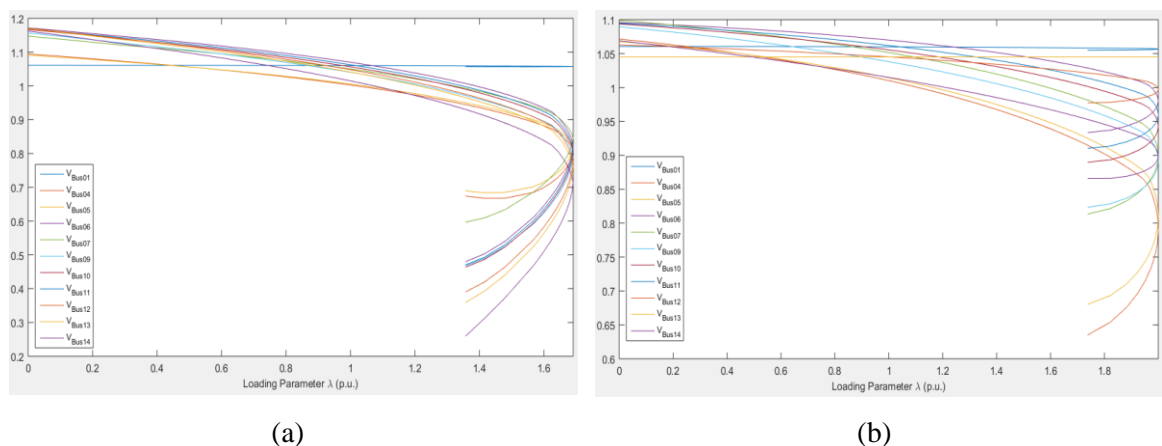 1.2
1.1
1
0.9
0.8
0.7
0.6
0.5
0.4
0.3
0.2
V_Bus01
V_Bus04
V_Bus05
V_Bus06
V_Bus07
V_Bus09
V_Bus10
V_Bus11
V_Bus12
V_Bus13
V_Bus14
0 0.2 0.4 0.6 0.8 1 1.2 1.4 1.6
Loading Parameter λ (p.u.)
(a)
1.1
1.05
1
0.95
0.9
0.85
0.8
0.75
0.7
0.65
0.6
V_Bus01
V_Bus04
V_Bus05
V_Bus06
V_Bus07
V_Bus09
V_Bus10
V_Bus11
V_Bus12
V_Bus13
V_Bus14
0 0.2 0.4 0.6 0.8 1 1.2 1.4 1.6 1.8
Loading Parameter λ (p.u.)
(b)